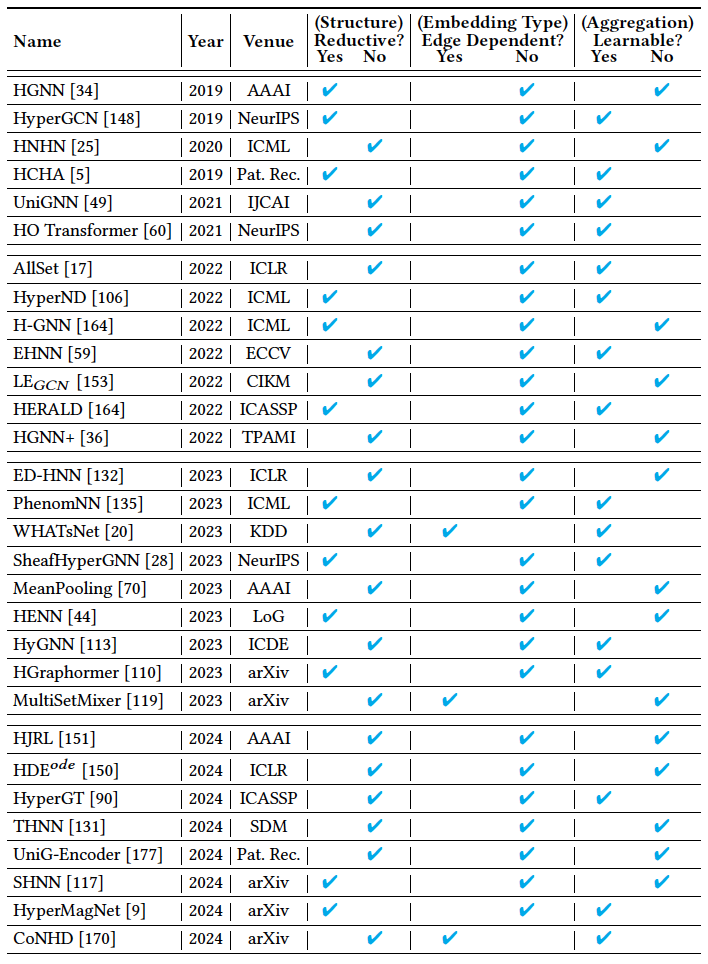 (Structure) (Embedding Type) (Aggregation)
Name Year Venue Reductive? Edge Dependent? Learnable?
Yes No Yes No Yes No
HGNN [34] 2019 AAAI ✔ ✔ ✔
HyperGCN [148] 2019 NeurIPS ✔ ✔ ✔
HNHN [25] 2020 ICML ✔ ✔ ✔
HCHA [5] 2019 Pat. Rec. ✔ ✔ ✔
UniGNN [49] 2021 IJCAI ✔ ✔ ✔
HO Transformer [60] 2021 NeurIPS ✔ ✔ ✔
AllSet [17] 2022 ICLR ✔ ✔ ✔
HyperND [106] 2022 ICML ✔ ✔ ✔
H-GNN [164] 2022 ICML ✔ ✔ ✔
EHNN [59] 2022 ECCV ✔ ✔ ✔
LE_GCN [153] 2022 CIKM ✔ ✔ ✔
HERALD [164] 2022 ICASSP ✔ ✔ ✔
HGNN+ [36] 2022 TPAMI ✔ ✔ ✔
ED-HNN [132] 2023 ICLR ✔ ✔ ✔
PhenomNN [135] 2023 ICML ✔ ✔ ✔
WHATsNet [20] 2023 KDD ✔ ✔ ✔
SheafHyperGNN [28] 2023 NeurIPS ✔ ✔ ✔
MeanPooling [70] 2023 AAAI ✔ ✔ ✔
HENN [44] 2023 LoG ✔ ✔ ✔
HyGNN [113] 2023 ICDE ✔ ✔ ✔
HGraphormer [110] 2023 arXiv ✔ ✔ ✔
MultiSetMixer [119] 2023 arXiv ✔ ✔ ✔
HJRL [151] 2024 AAAI ✔ ✔ ✔
HDE^ode [150] 2024 ICLR ✔ ✔ ✔
HyperGT [90] 2024 ICASSP ✔ ✔ ✔
THNN [131] 2024 SDM ✔ ✔ ✔
UniG-Encoder [177] 2024 Pat. Rec. ✔ ✔ ✔
SHNN [117] 2024 arXiv ✔ ✔ ✔
HyperMagNet [9] 2024 arXiv ✔ ✔ ✔
CoNHD [170] 2024 arXiv ✔ ✔ ✔